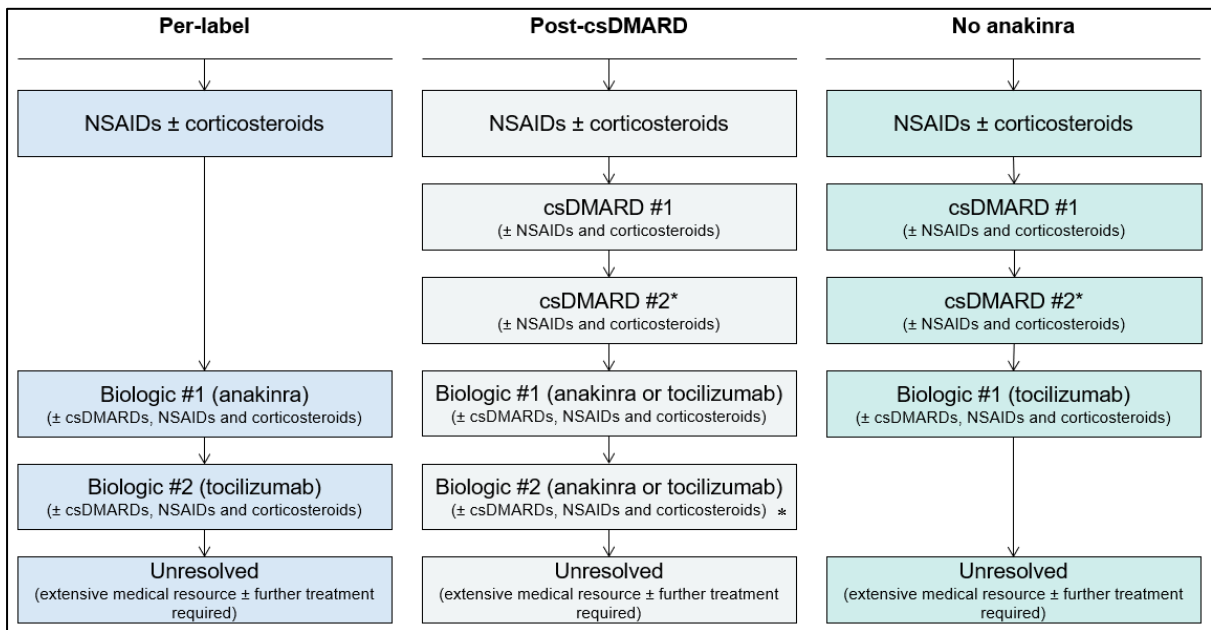 Per-label
Post-csDMARD
No anakinra
NSAIDs ± corticosteroids
NSAIDs ± corticosteroids
NSAIDs ± corticosteroids
csDMARD #1
(± NSAIDs and corticosteroids)
csDMARD #1
(± NSAIDs and corticosteroids)
csDMARD #2*
(± NSAIDs and corticosteroids)
csDMARD #2*
(± NSAIDs and corticosteroids)
Biologic #1 (anakinra)
(± csDMARDs, NSAIDs and corticosteroids)
Biologic #1 (anakinra or tocilizumab)
(± csDMARDs, NSAIDs and corticosteroids)
Biologic #1 (tocilizumab)
(± csDMARDs, NSAIDs and corticosteroids)
Biologic #2 (tocilizumab)
(± csDMARDs, NSAIDs and corticosteroids)
Biologic #2 (anakinra or tocilizumab)
(± csDMARDs, NSAIDs and corticosteroids) *
Unresolved
(extensive medical resource ± further treatment
required)
Unresolved
(extensive medical resource ± further treatment
required)
Unresolved
(extensive medical resource ± further treatment
required)